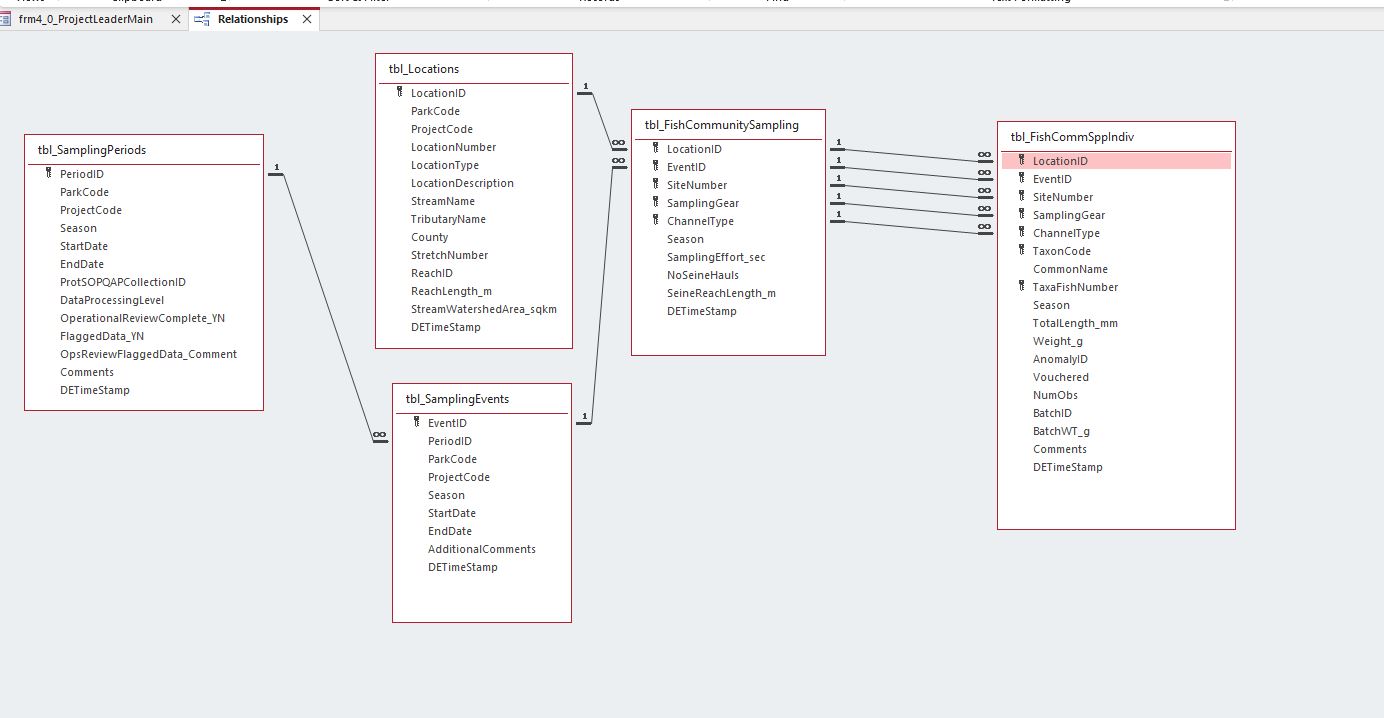 frm4_0_ProjectLeaderMain
Relationships
tbl_SamplingPeriods
PeriodID
ParkCode
ProjectCode
Season
StartDate
EndDate
ProtSOPQAPCollectionID
DataProcessingLevel
OperationalReviewComplete_YN
FlaggedData_YN
OpsReviewFlaggedData_Comment
Comments
DETimeStamp
1
∞
tbl_Locations
LocationID
ParkCode
ProjectCode
LocationNumber
LocationType
LocationDescription
StreamName
TributaryName
County
StretchNumber
ReachID
ReachLength_m
StreamWatershedArea_sqkm
DETimeStamp
1
∞
tbl_SamplingEvents
EventID
PeriodID
ParkCode
ProjectCode
Season
StartDate
EndDate
AdditionalComments
DETimeStamp
1
∞
tbl_FishCommunitySampling
LocationID
EventID
SiteNumber
SamplingGear
ChannelType
Season
SamplingEffort_sec
NoSeineHauls
SeineReachLength_m
DETimeStamp
1
∞
1
∞
1
∞
1
∞
1
∞
tbl_FishCommSppIndiv
LocationID
EventID
SiteNumber
SamplingGear
ChannelType
TaxonCode
CommonName
TaxaFishNumber
Season
TotalLength_mm
Weight_g
AnomalyID
Vouchered
NumObs
BatchID
BatchWT_g
Comments
DETimeStamp